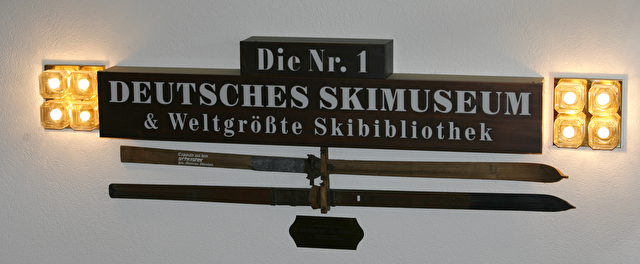 Die Nr. 1
DEUTSCHES SKIMUSEUM
& Weltgrößte Skibibliothek